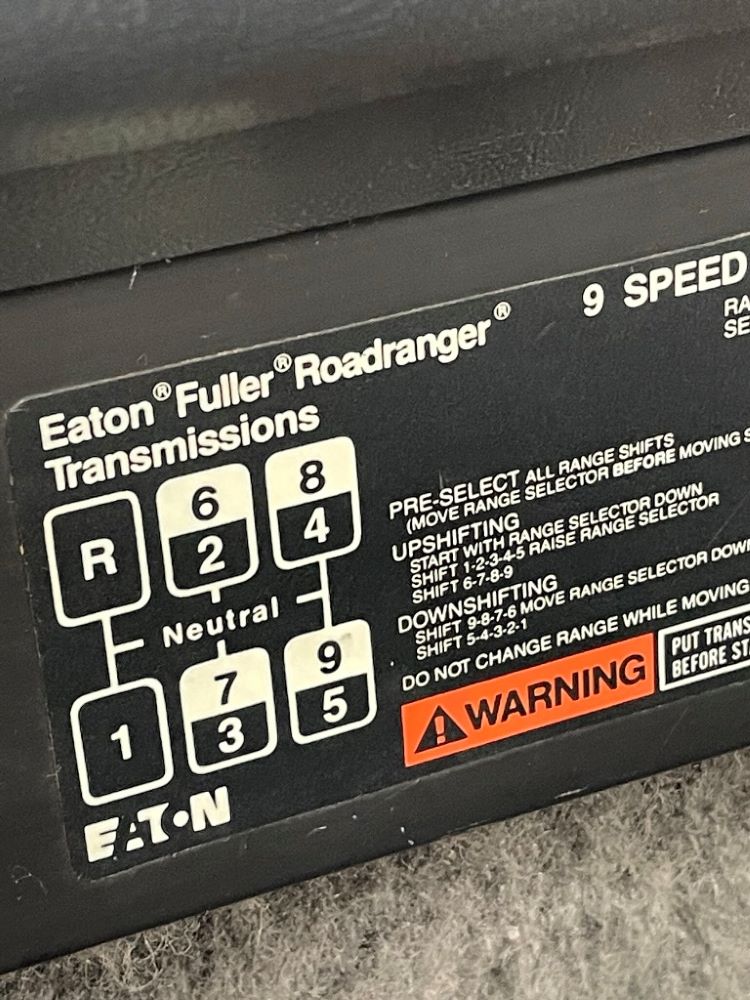 Eaton® Fuller® Roadranger®
Transmissions
9 SPEED
R 6 8
2 4
Neutral
1 7 9
3 5
EATON
PRE-SELECT ALL RANGE SHIFTS
(MOVE RANGE SELECTOR BEFORE MOVING
UPSHIFTING
START WITH RANGE SELECTOR DOWN
SHIFT 1-2-3-4-5 RAISE RANGE SELECTOR
SHIFT 6-7-8-9
DOWNSHIFTING
SHIFT 9-8-7-6 MOVE RANGE SELECTOR DOWN
SHIFT 5-4-3-2-1
DO NOT CHANGE RANGE WHILE MOVING
WARNING
PUT
BEFORE